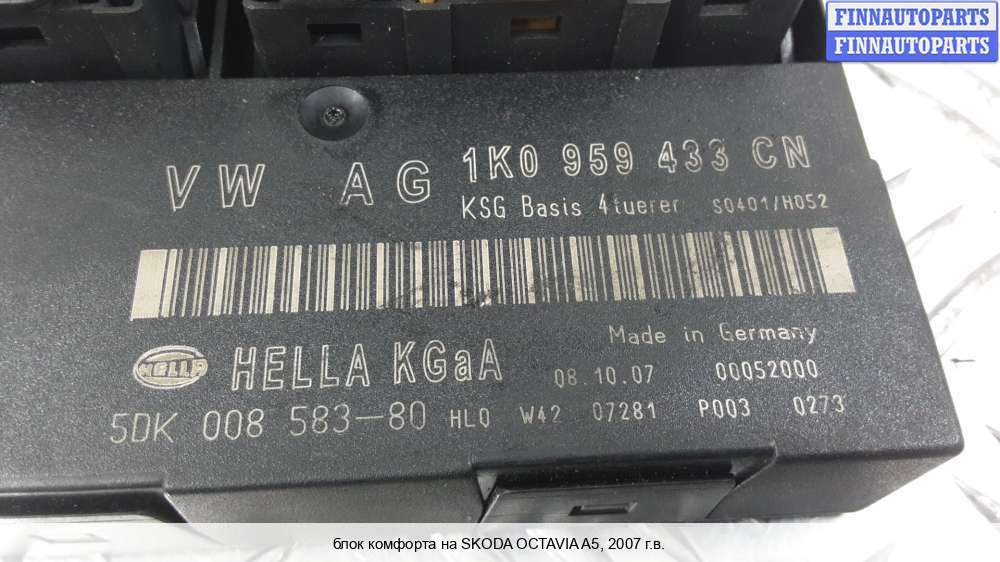 FINNAUTOPARTS
FINNAUTOPARTS
VW AG 1K0 959 433 CN
KSG Basis 4tuerer S0401/H052
Made in Germany
HELLA HELLA KGaA 08.10.07 00052000
5DK 008 583-80 HLO W42 07281 P003 0273
блок комфорта на SKODA OCTAVIA A5, 2007 г.в.